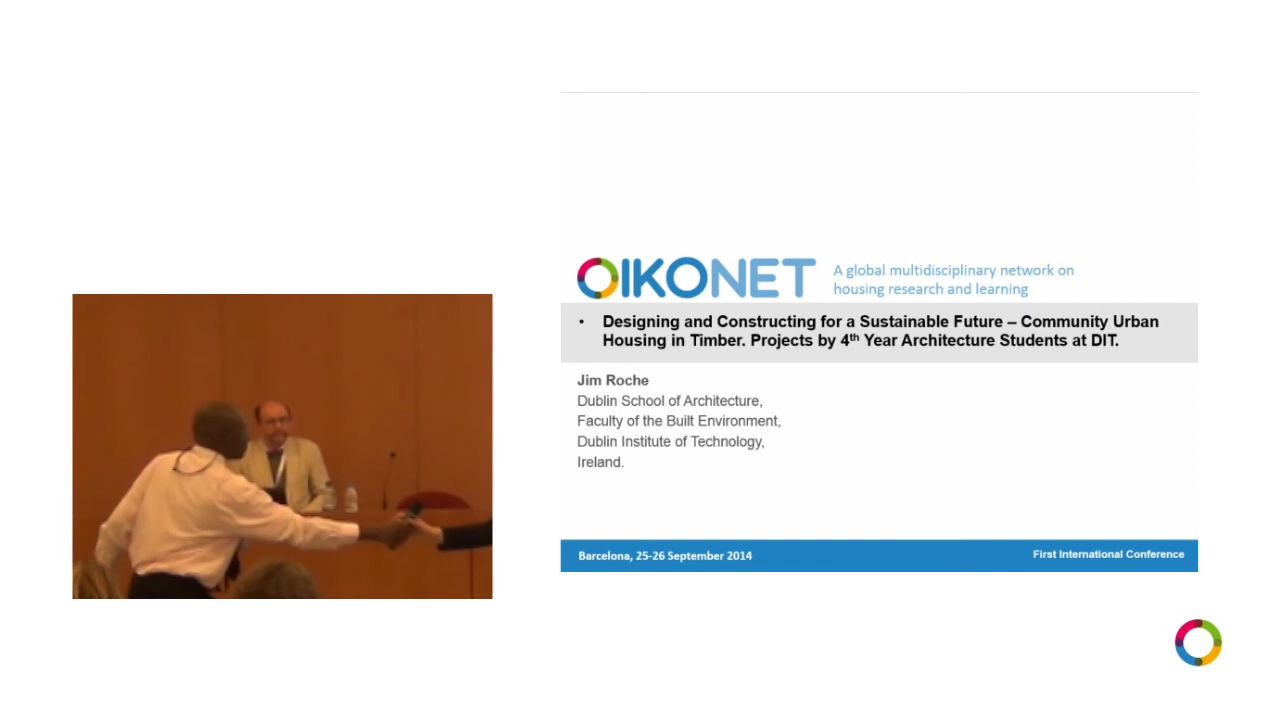 OIKONET
A global multidisciplinary network on
housing research and learning
• Designing and Constructing for a Sustainable Future – Community Urban
Housing in Timber. Projects by 4th Year Architecture Students at DIT.
Jim Roche
Dublin School of Architecture,
Faculty of the Built Environment,
Dublin Institute of Technology,
Ireland.
Barcelona, 25-26 September 2014
First International Conference